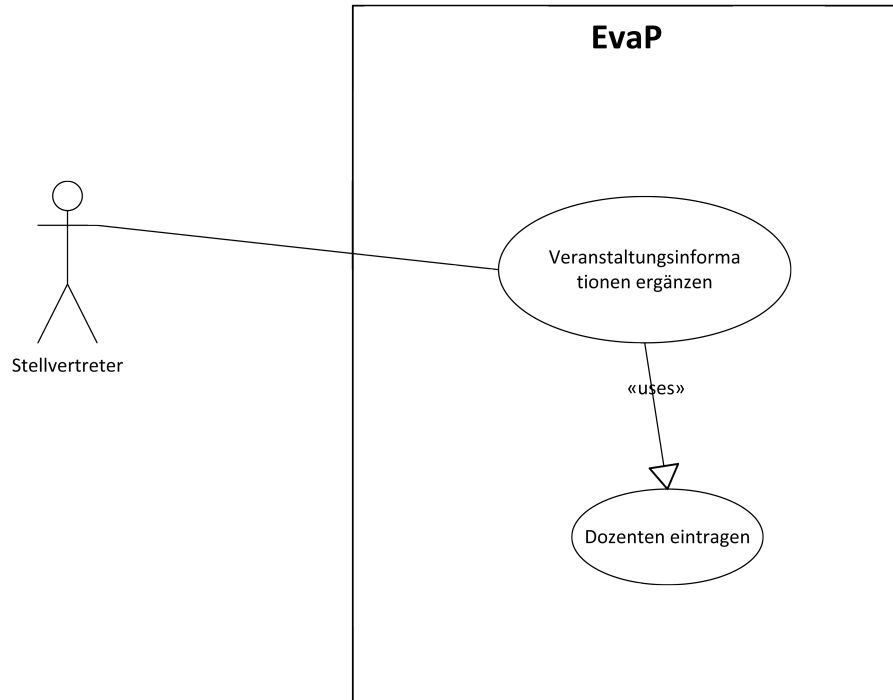 EvaP
Veranstaltungsinforma
tionen ergänzen
Stellvertreter
«uses»
Dozenten eintragen